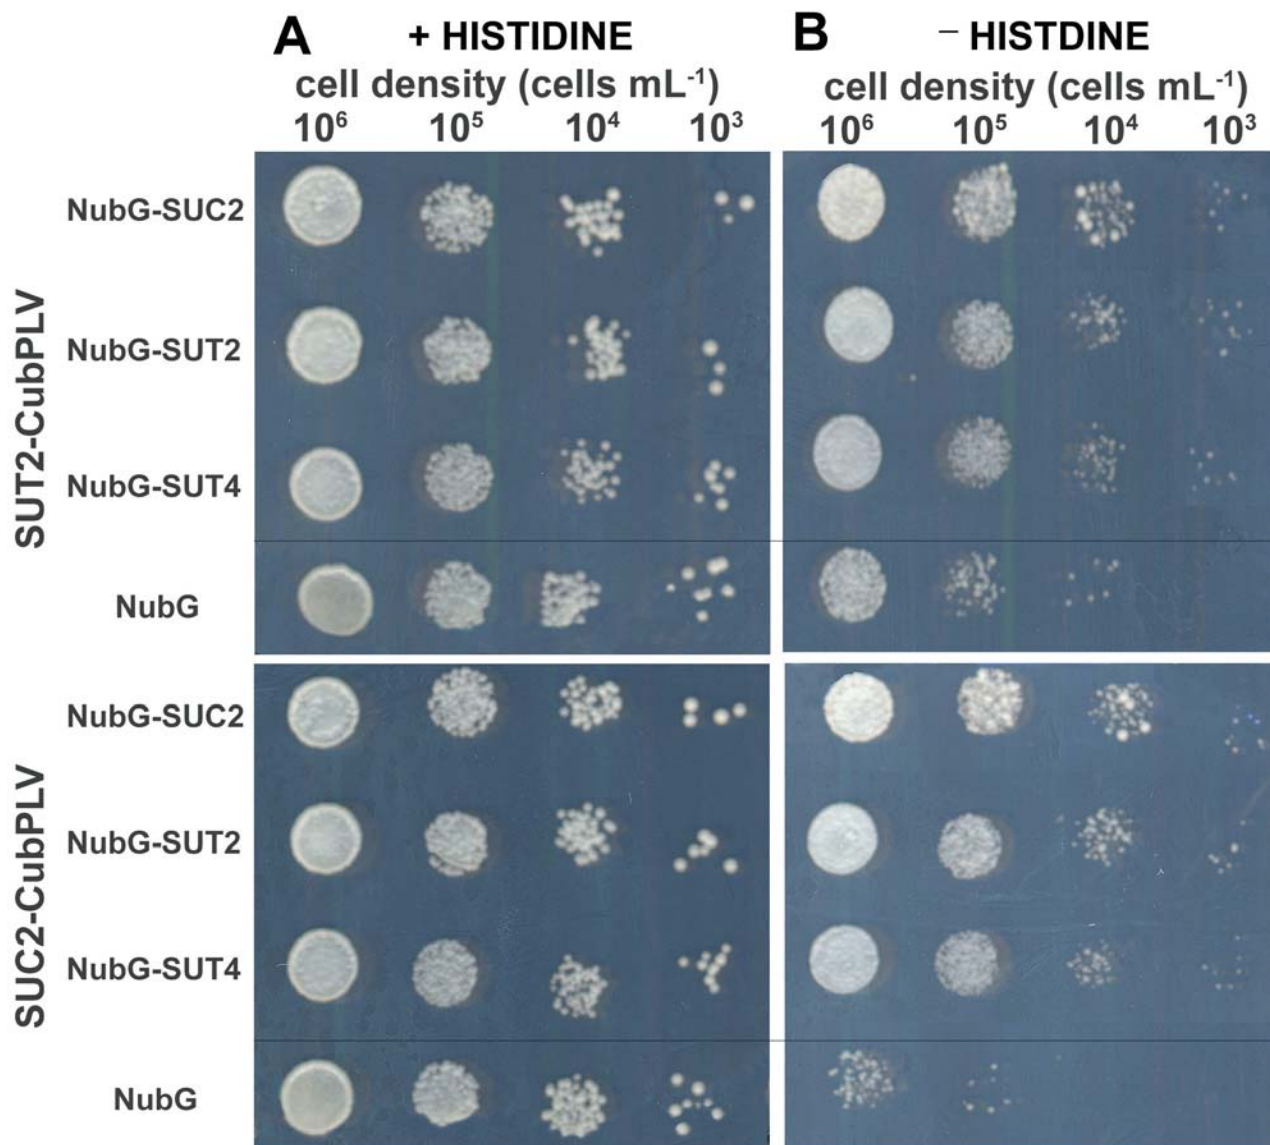 A + HISTIDINE
cell density (cells mL⁻¹)
10⁶ 10⁵ 10⁴ 10³
B − HISTDINE
cell density (cells mL⁻¹)
10⁶ 10⁵ 10⁴ 10³
SUT2-CubPLV
NubG-SUC2
NubG-SUT2
NubG-SUT4
NubG
SUC2-CubPLV
NubG-SUC2
NubG-SUT2
NubG-SUT4
NubG